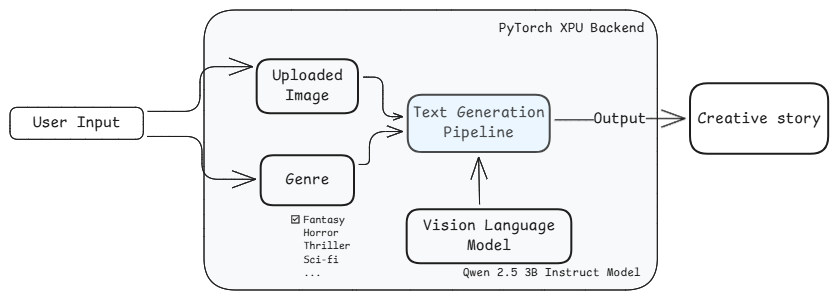 PyTorch XPU Backend
User Input
Uploaded
Image
Genre
Fantasy
Horror
Thriller
Sci-fi
...
Text Generation
Pipeline
Vision Language
Model
Qwen 2.5 3B Instruct Model
Output
Creative story